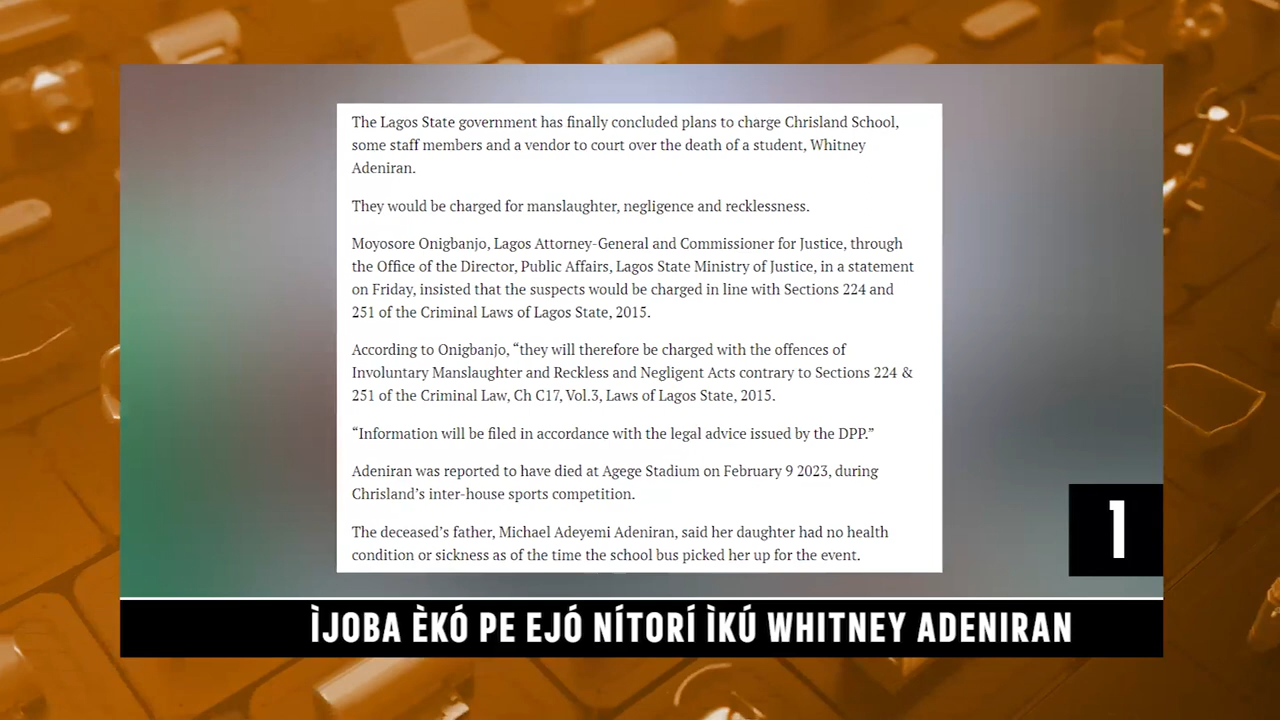 The Lagos State government has finally concluded plans to charge Chrisland School,
some staff members and a vendor to court over the death of a student, Whitney
Adeniran.
They would be charged for manslaughter, negligence and recklessness.
Moyosore Onigbanjo, Lagos Attorney-General and Commissioner for Justice, through
the Office of the Director, Public Affairs, Lagos State Ministry of Justice, in a statement
on Friday, insisted that the suspects would be charged in line with Sections 224 and
251 of the Criminal Laws of Lagos State, 2015.
According to Onigbanjo, “they will therefore be charged with the offences of
Involuntary Manslaughter and Reckless and Negligent Acts contrary to Sections 224 &
251 of the Criminal Law, Ch C17, Vol.3, Laws of Lagos State, 2015.
“Information will be filed in accordance with the legal advice issued by the DPP.”
Adeniran was reported to have died at Agege Stadium on February 9 2023, during
Chrisland’s inter-house sports competition.
The deceased’s father, Michael Adeyemi Adeniran, said her daughter had no health
condition or sickness as of the time the school bus picked her up for the event.
1
ÌJOBA ÈKÓ PE EJÓ NÍTORÍ ÌKÚ WHITNEY ADENIRAN